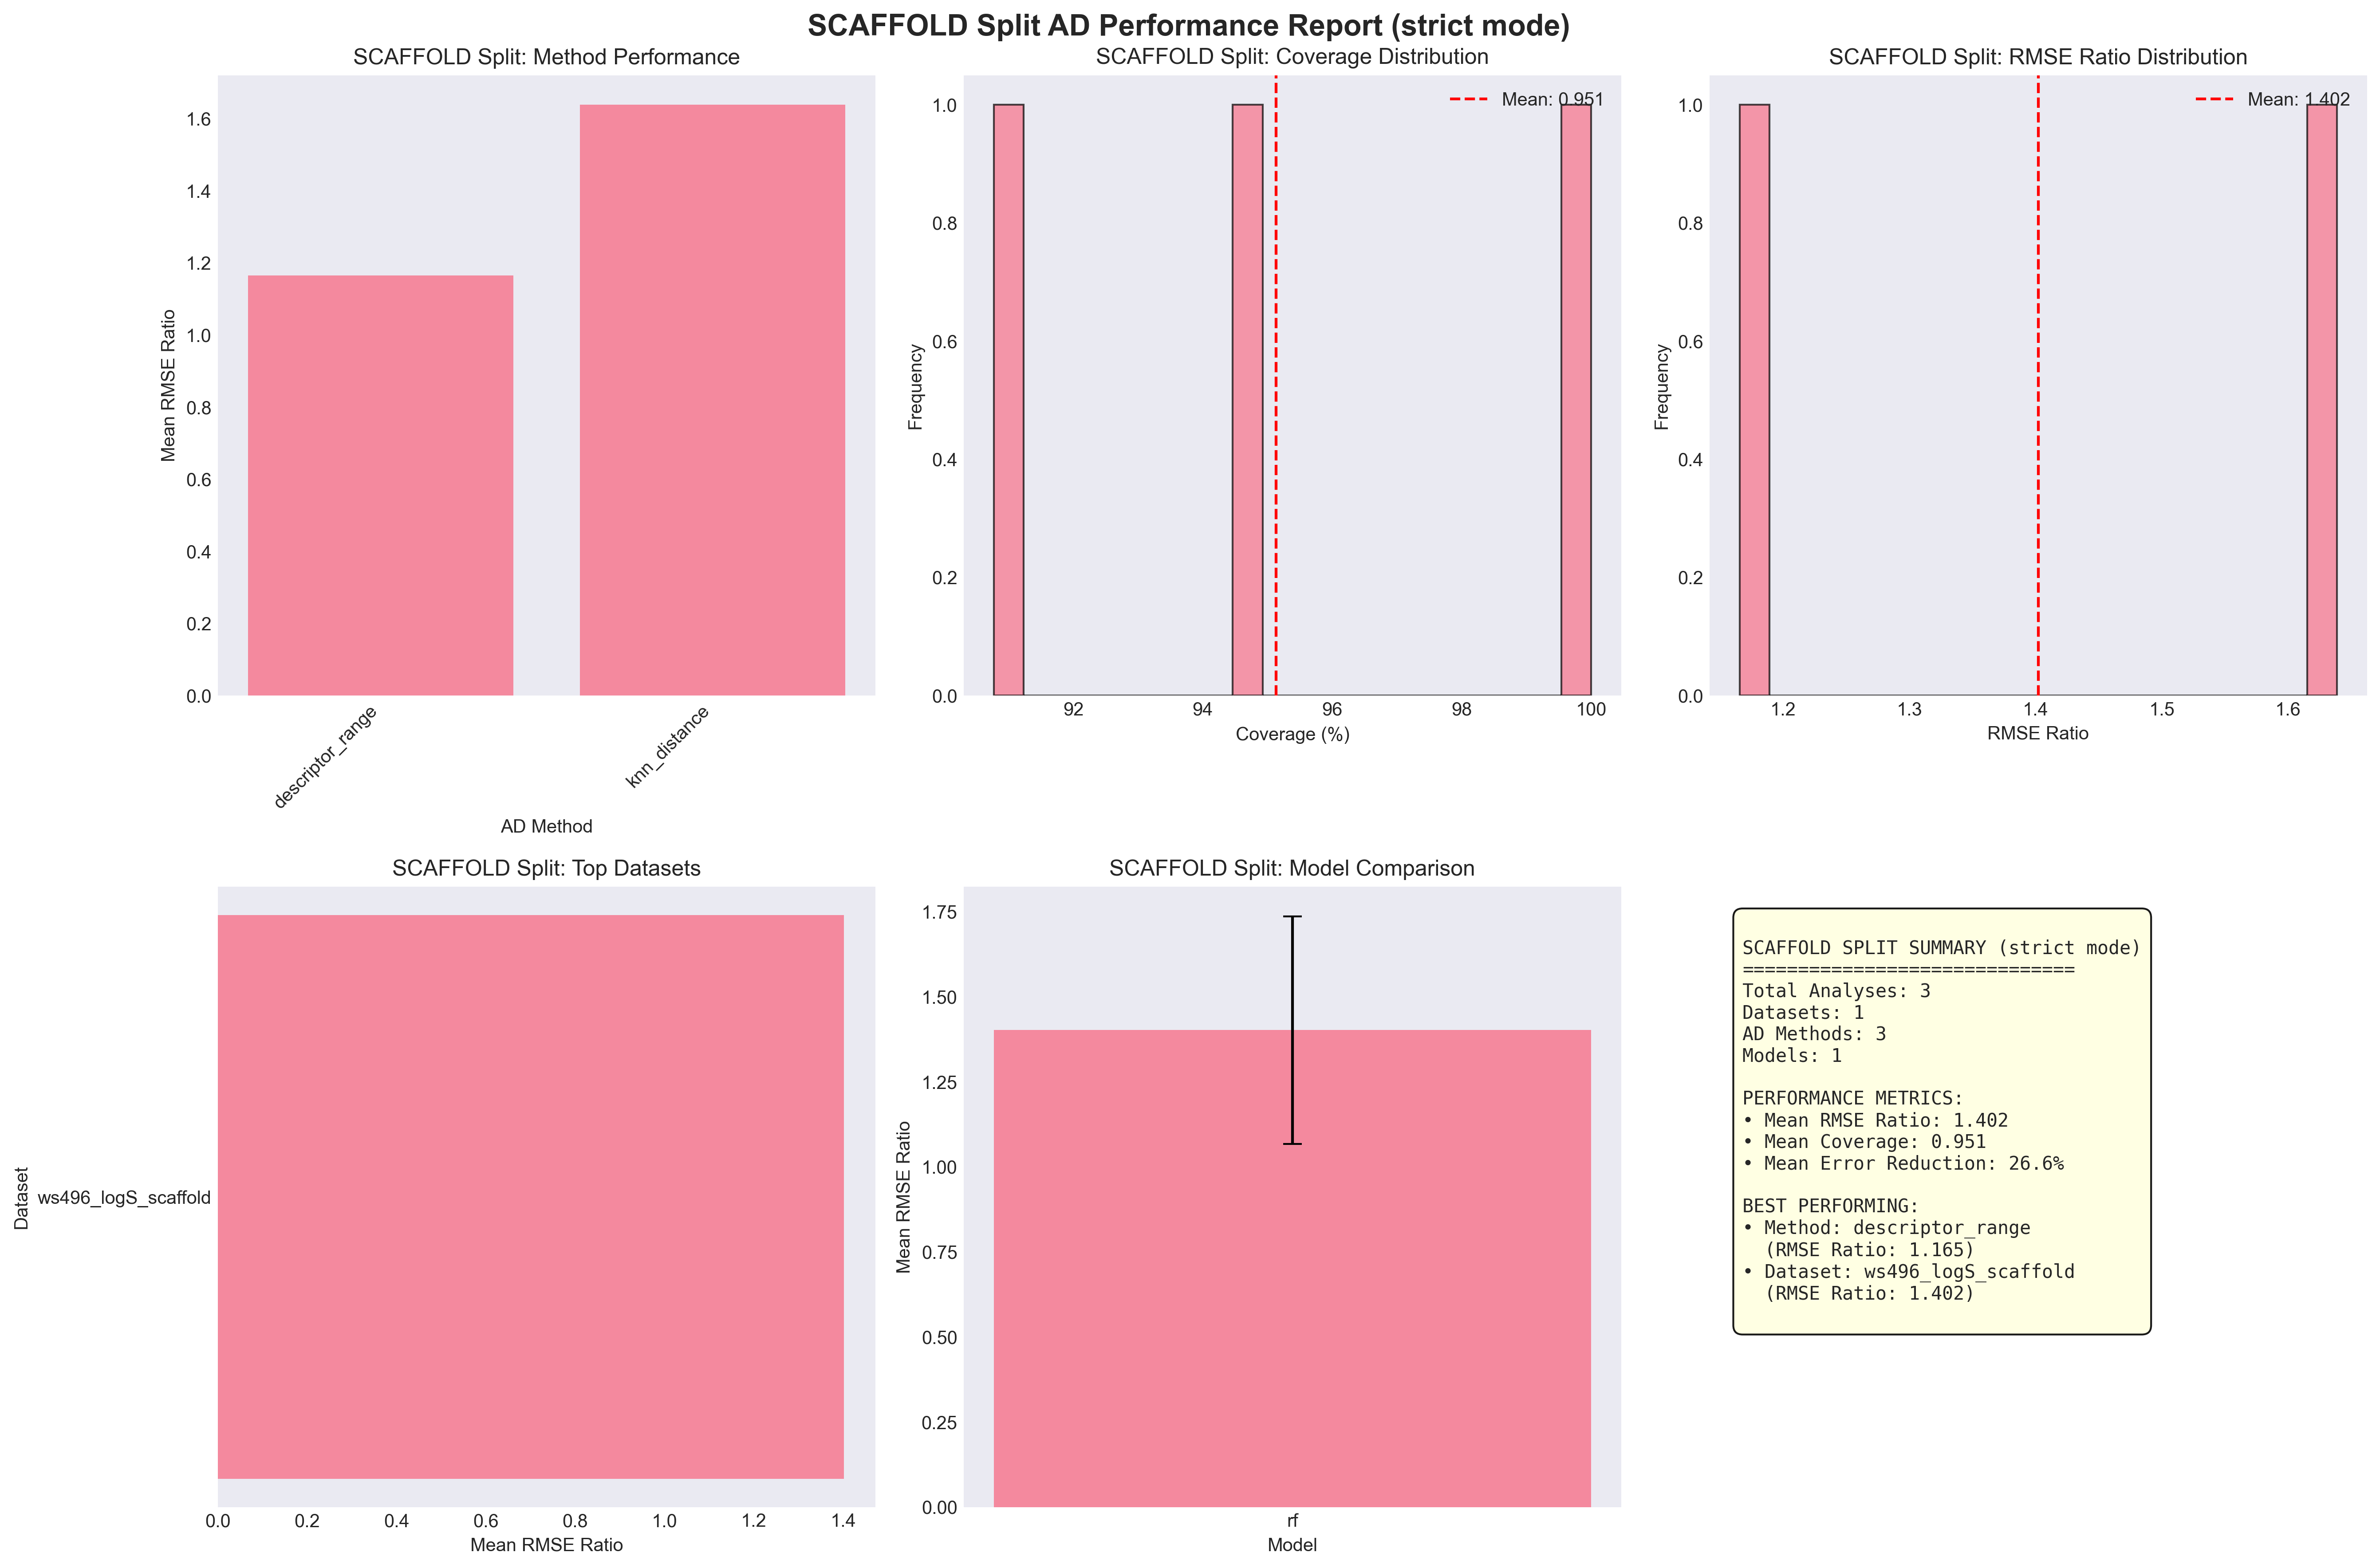 SCAFFOLD Split AD Performance Report (strict mode)
SCAFFOLD Split: Method Performance
Mean RMSE Ratio
1.6
1.4
1.2
1.0
0.8
0.6
0.4
0.2
0.0
descriptor_range
knn_distance
AD Method
SCAFFOLD Split: Coverage Distribution
Mean: 0.951
Frequency
1.0
0.8
0.6
0.4
0.2
0.0
92 94 96 98 100
Coverage (%)
SCAFFOLD Split: RMSE Ratio Distribution
Mean: 1.402
Frequency
1.0
0.8
0.6
0.4
0.2
0.0
1.2 1.3 1.4 1.5 1.6
RMSE Ratio
SCAFFOLD Split: Top Datasets
Dataset
ws496_logS_scaffold
0.0 0.2 0.4 0.6 0.8 1.0 1.2 1.4
Mean RMSE Ratio
SCAFFOLD Split: Model Comparison
Mean RMSE Ratio
1.75
1.50
1.25
1.00
0.75
0.50
0.25
0.00
rf
Model
SCAFFOLD SPLIT SUMMARY (strict mode)
==============================
Total Analyses: 3
Datasets: 1
AD Methods: 3
Models: 1
PERFORMANCE METRICS:
• Mean RMSE Ratio: 1.402
• Mean Coverage: 0.951
• Mean Error Reduction: 26.6%
BEST PERFORMING:
• Method: descriptor_range
(RMSE Ratio: 1.165)
• Dataset: ws496_logS_scaffold
(RMSE Ratio: 1.402)